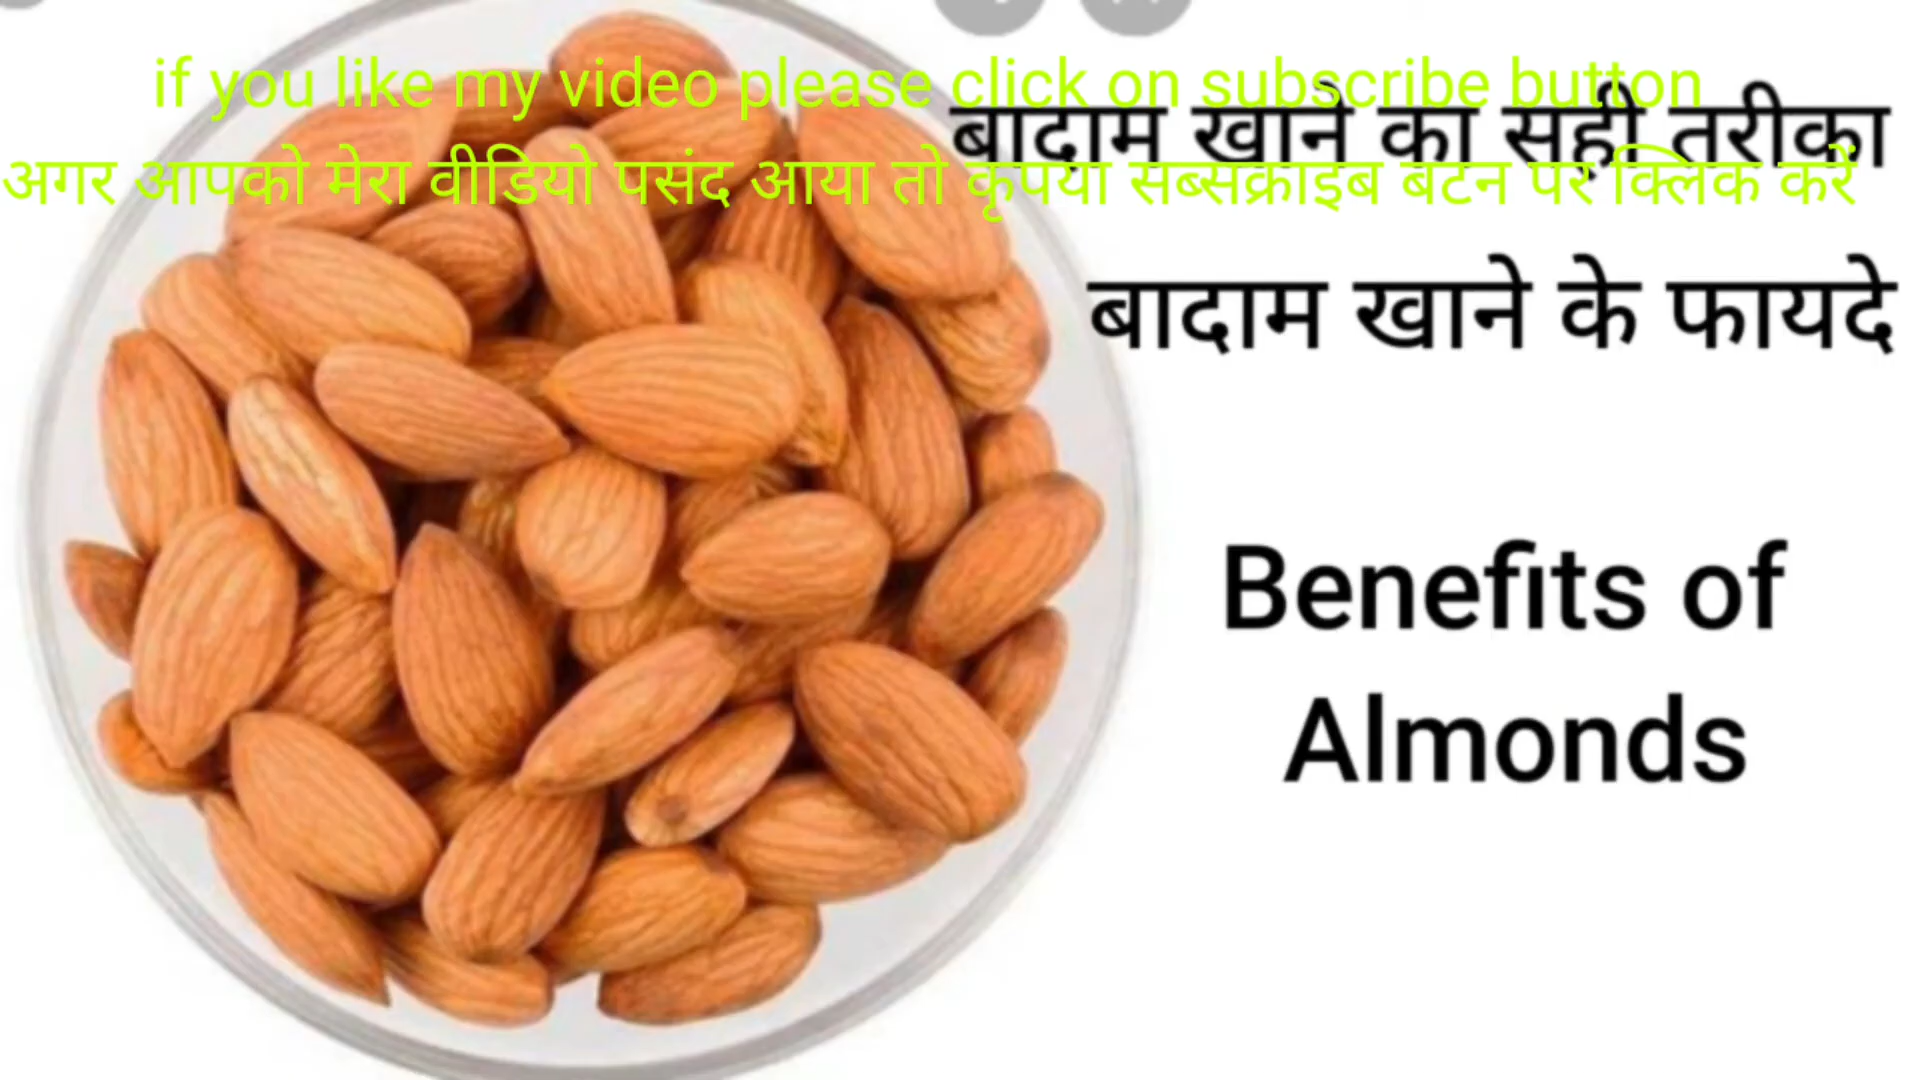 if you like my video please click on subscribe button
बादाम खाने का सही तरीका
अगर आपको मेरा वीडियो पसंद आया तो कृपया सब्सक्राइब बटन पर क्लिक करें
बादाम खाने के फायदे
Benefits of
Almonds